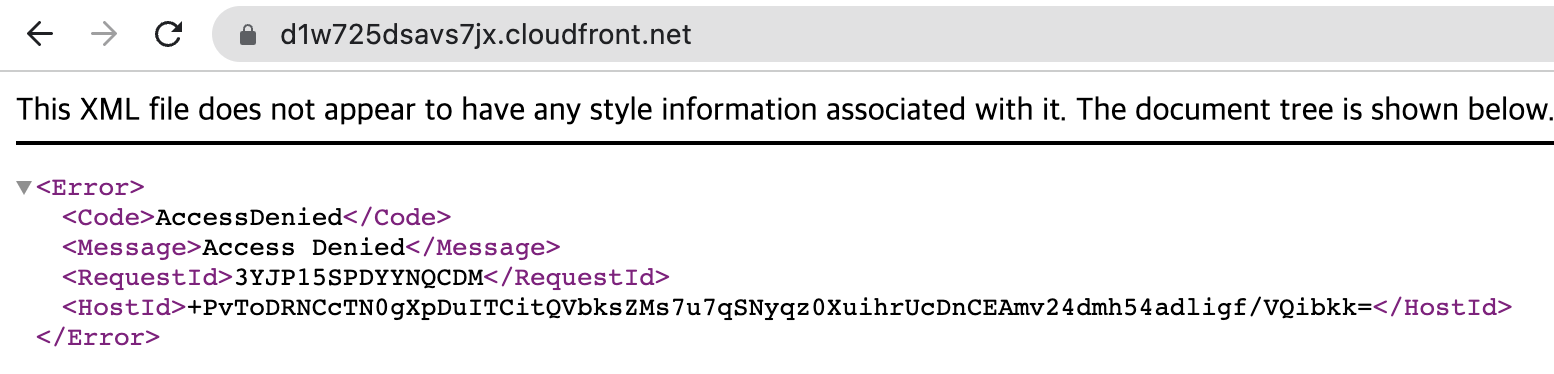 d1w725dsavs7jx.cloudfront.net
This XML file does not appear to have any style information associated with it. The document tree is shown below.
<Error>
<Code>AccessDenied</Code>
<Message>Access Denied</Message>
<RequestId>3YJP15SPDYYNQCDM</RequestId>
<HostId>+PvToDRNCcTN0gXpDuITCitQVbksZMs7u7qSNyqz0XuihrUcDnCEAmv24dmh54adligf/VQibkk=</HostId>
</Error>